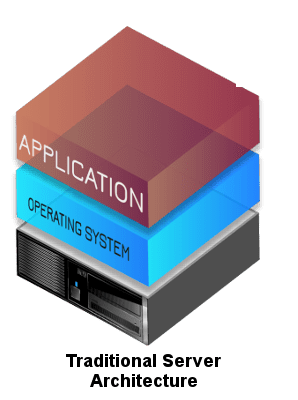 APPLICATION
OPERATING SYSTEM
Traditional Server
Architecture